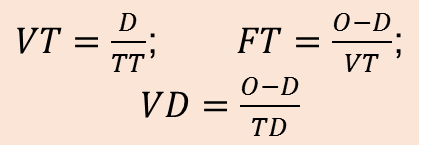 VT = D/TT; FT = O−D/VT;
VD = O−D/TD